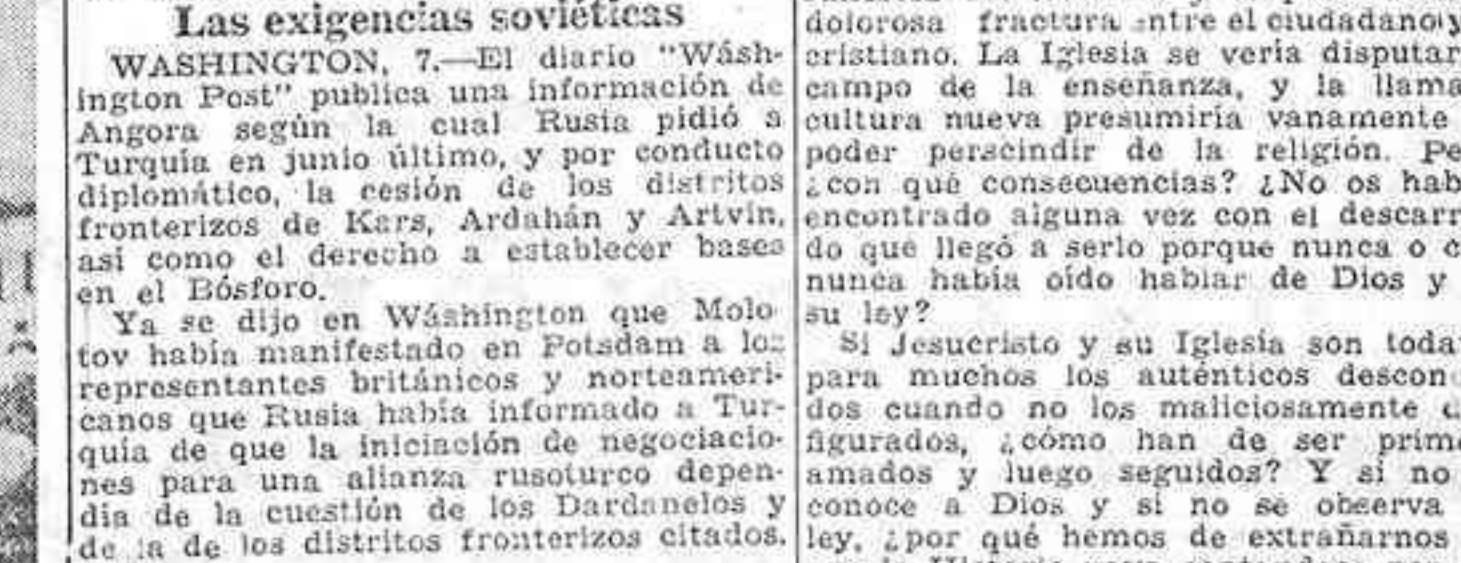 Las exigencias soviéticas
WASHINGTON, 7.—El diario "Wásh-
ington Post" publica una información de
Angora según la cual Rusia pidió a
Turquía en junio último, y por conducto
diplomático, la cesión de los distritos
fronterizos de Kars, Ardahán y Artvin,
así como el derecho a establecer bases
en el Bósforo.
Ya se dijo en Wáshington que Molo
tov había manifestado en Potsdam a los
representantes británicos y norteameri-
canos que Rusia había informado a Tur-
quía de que la iniciación de negociacio-
nes para una alianza rusoturco depen-
día de la cuestión de los Dardanelos y
de la de los distritos fronterizos citados.
dolorosa fractura entre el ciudadano y
cristiano. La Iglesia se vería disputar
campo de la enseñanza, y la llama
cultura nueva presumiría vanamente
poder perscindir de la religión. Pe
¿con qué consecuencias? ¿No os hab
encontrado alguna vez con el descarr
do que llegó a serlo porque nunca o c
nunca había oído hablar de Dios y
su ley?
Si Jesucristo y su Iglesia son toda
para muchos los auténticos descon
dos cuando no los maliciosamente
figurados, ¿cómo han de ser prim
amados y luego seguidos? Y si no
conoce a Dios y si no se observa
ley, ¿por qué hemos de extrañarnos